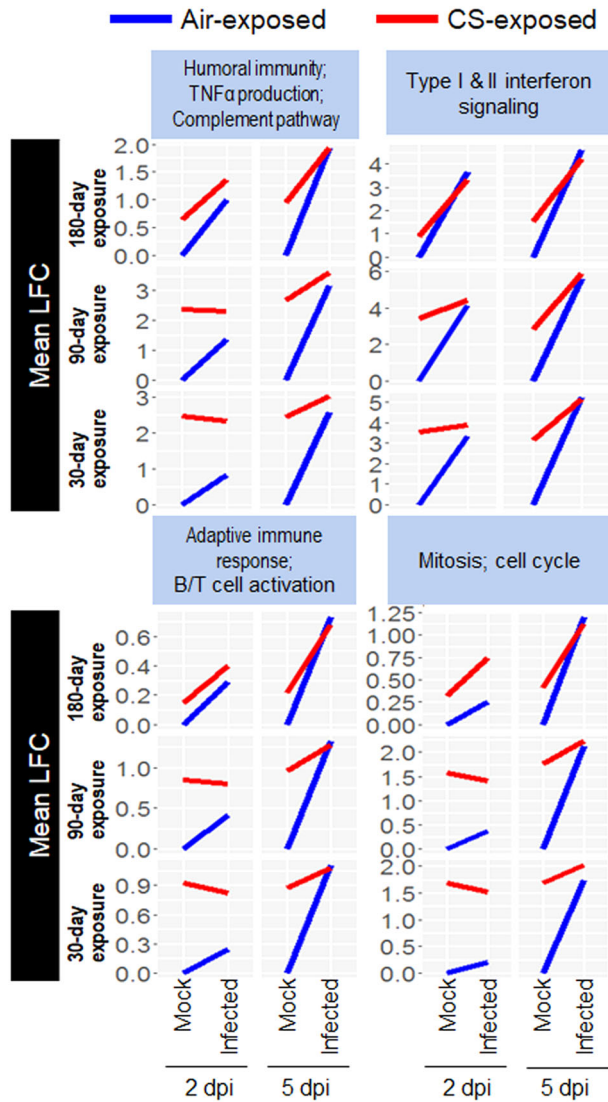 Air-exposed CS-exposed
Humoral immunity;
TNFα production;
Complement pathway
Type I & II interferon
signaling
Mean LFC
180-day
exposure
2.0
1.5
1.0
0.5
0.0
4
3
2
1
0
90-day
exposure
3
2
1
0
6
4
2
0
30-day
exposure
3
2
1
0
5
4
3
2
1
0
Adaptive immune
response;
B/T cell activation
Mitosis; cell cycle
Mean LFC
180-day
exposure
0.6
0.4
0.2
0.0
1.25
1.00
0.75
0.50
0.25
0.00
90-day
exposure
1.0
0.5
0.0
2.0
1.5
1.0
0.5
0.0
30-day
exposure
0.9
0.6
0.3
0.0
2.0
1.5
1.0
0.5
0.0
Mock
Infected
Mock
Infected
Mock
Infected
Mock
Infected
2 dpi 5 dpi 2 dpi 5 dpi